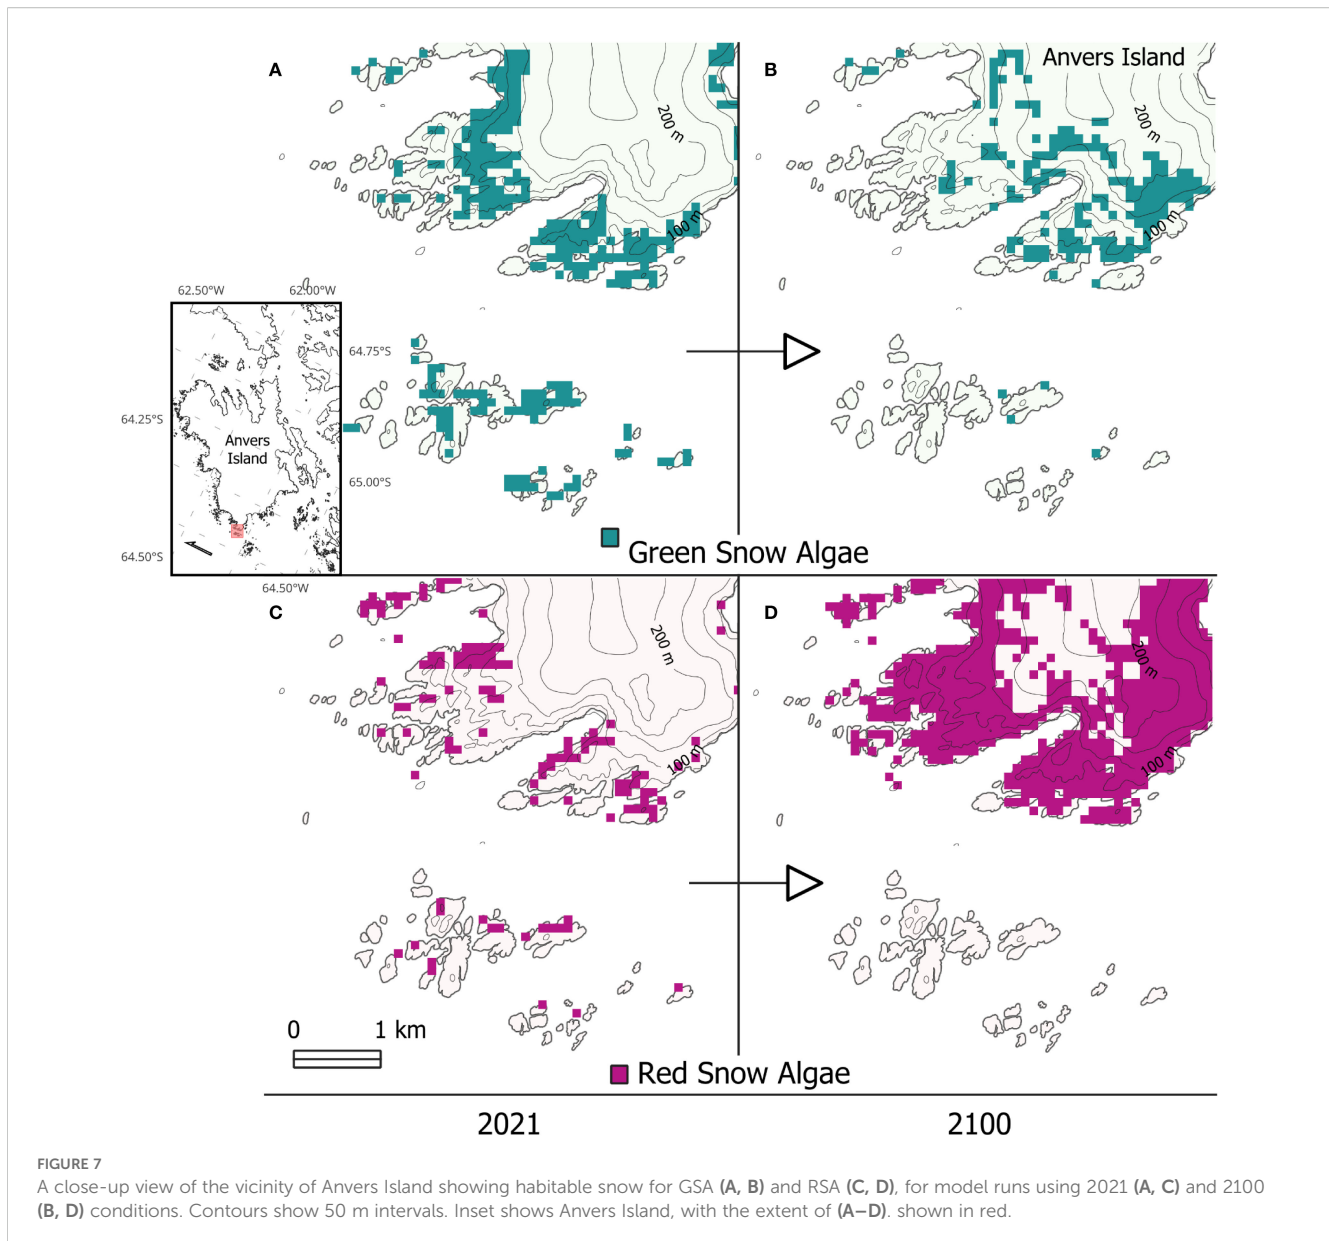 A
B
Anvers Island
200 m
200 m
100 m
100 m
62.50°W
62.00°W
64.75°S
64.25°S
Anvers
Island
65.00°S
64.50°S
64.50°W
Green Snow Algae
C
D
200 m
200 m
100 m
100 m
0 1 km
Red Snow Algae
2021
2100
FIGURE 7
A close-up view of the vicinity of Anvers Island showing habitable snow for GSA (A, B) and RSA (C, D), for model runs using 2021 (A, C) and 2100
(B, D) conditions. Contours show 50 m intervals. Inset shows Anvers Island, with the extent of (A–D). shown in red.